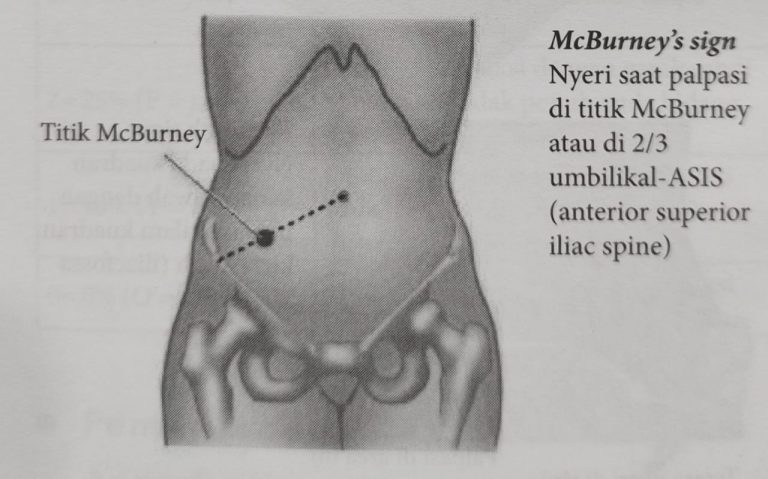 McBurney's sign
Nyeri saat palpasi
di titik McBurney
atau di 2/3
umbilikal-ASIS
(anterior superior
iliac spine)
Titik McBurney